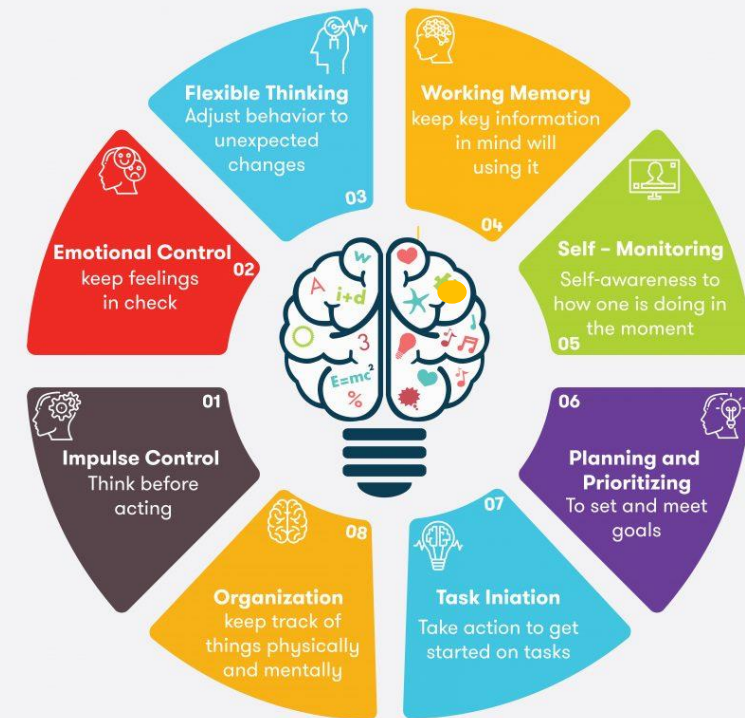 01
Impulse Control
Think before
acting
02
Emotional Control
keep feelings
in check
03
Flexible Thinking
Adjust behavior to
unexpected
changes
04
Working Memory
keep key information
in mind will
using it
05
Self – Monitoring
Self-awareness to
how one is doing in
the moment
06
Planning and
Prioritizing
To set and meet
goals
07
Task Iniation
Take action to get
started on tasks
08
Organization
keep track of
things physically
and mentally
W
A
i+d
3
E=mc²
%